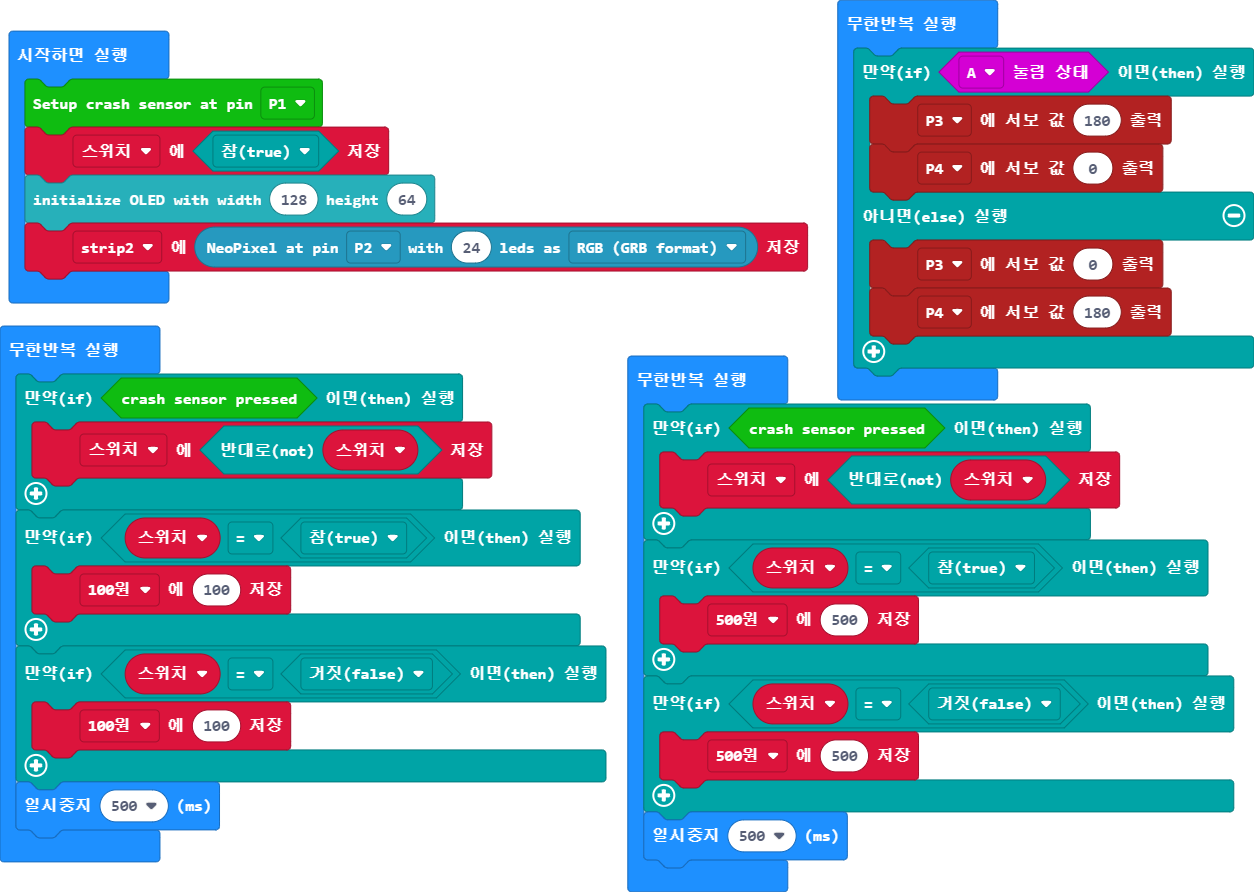 시작하면 실행
Setup crash sensor at pin P1
스위치 에 참(true) 저장
initialize OLED with width 128 height 64
strip2 에 NeoPixel at pin P2 with 24 leds as RGB (GRB format) 저장
무한반복 실행
만약(if) A 눌림 상태 이면(then) 실행
P3 에 서보 값 180 출력
P4 에 서보 값 0 출력
아니면(else) 실행
P3 에 서보 값 0 출력
P4 에 서보 값 180 출력
무한반복 실행
만약(if) crash sensor pressed 이면(then) 실행
스위치 에 반대로(not) 스위치 저장
만약(if) 스위치 = 참(true) 이면(then) 실행
100원 에 100 저장
만약(if) 스위치 = 거짓(false) 이면(then) 실행
100원 에 100 저장
일시중지 500 (ms)
무한반복 실행
만약(if) crash sensor pressed 이면(then) 실행
스위치 에 반대로(not) 스위치 저장
만약(if) 스위치 = 참(true) 이면(then) 실행
500원 에 500 저장
만약(if) 스위치 = 거짓(false) 이면(then) 실행
500원 에 500 저장
일시중지 500 (ms)